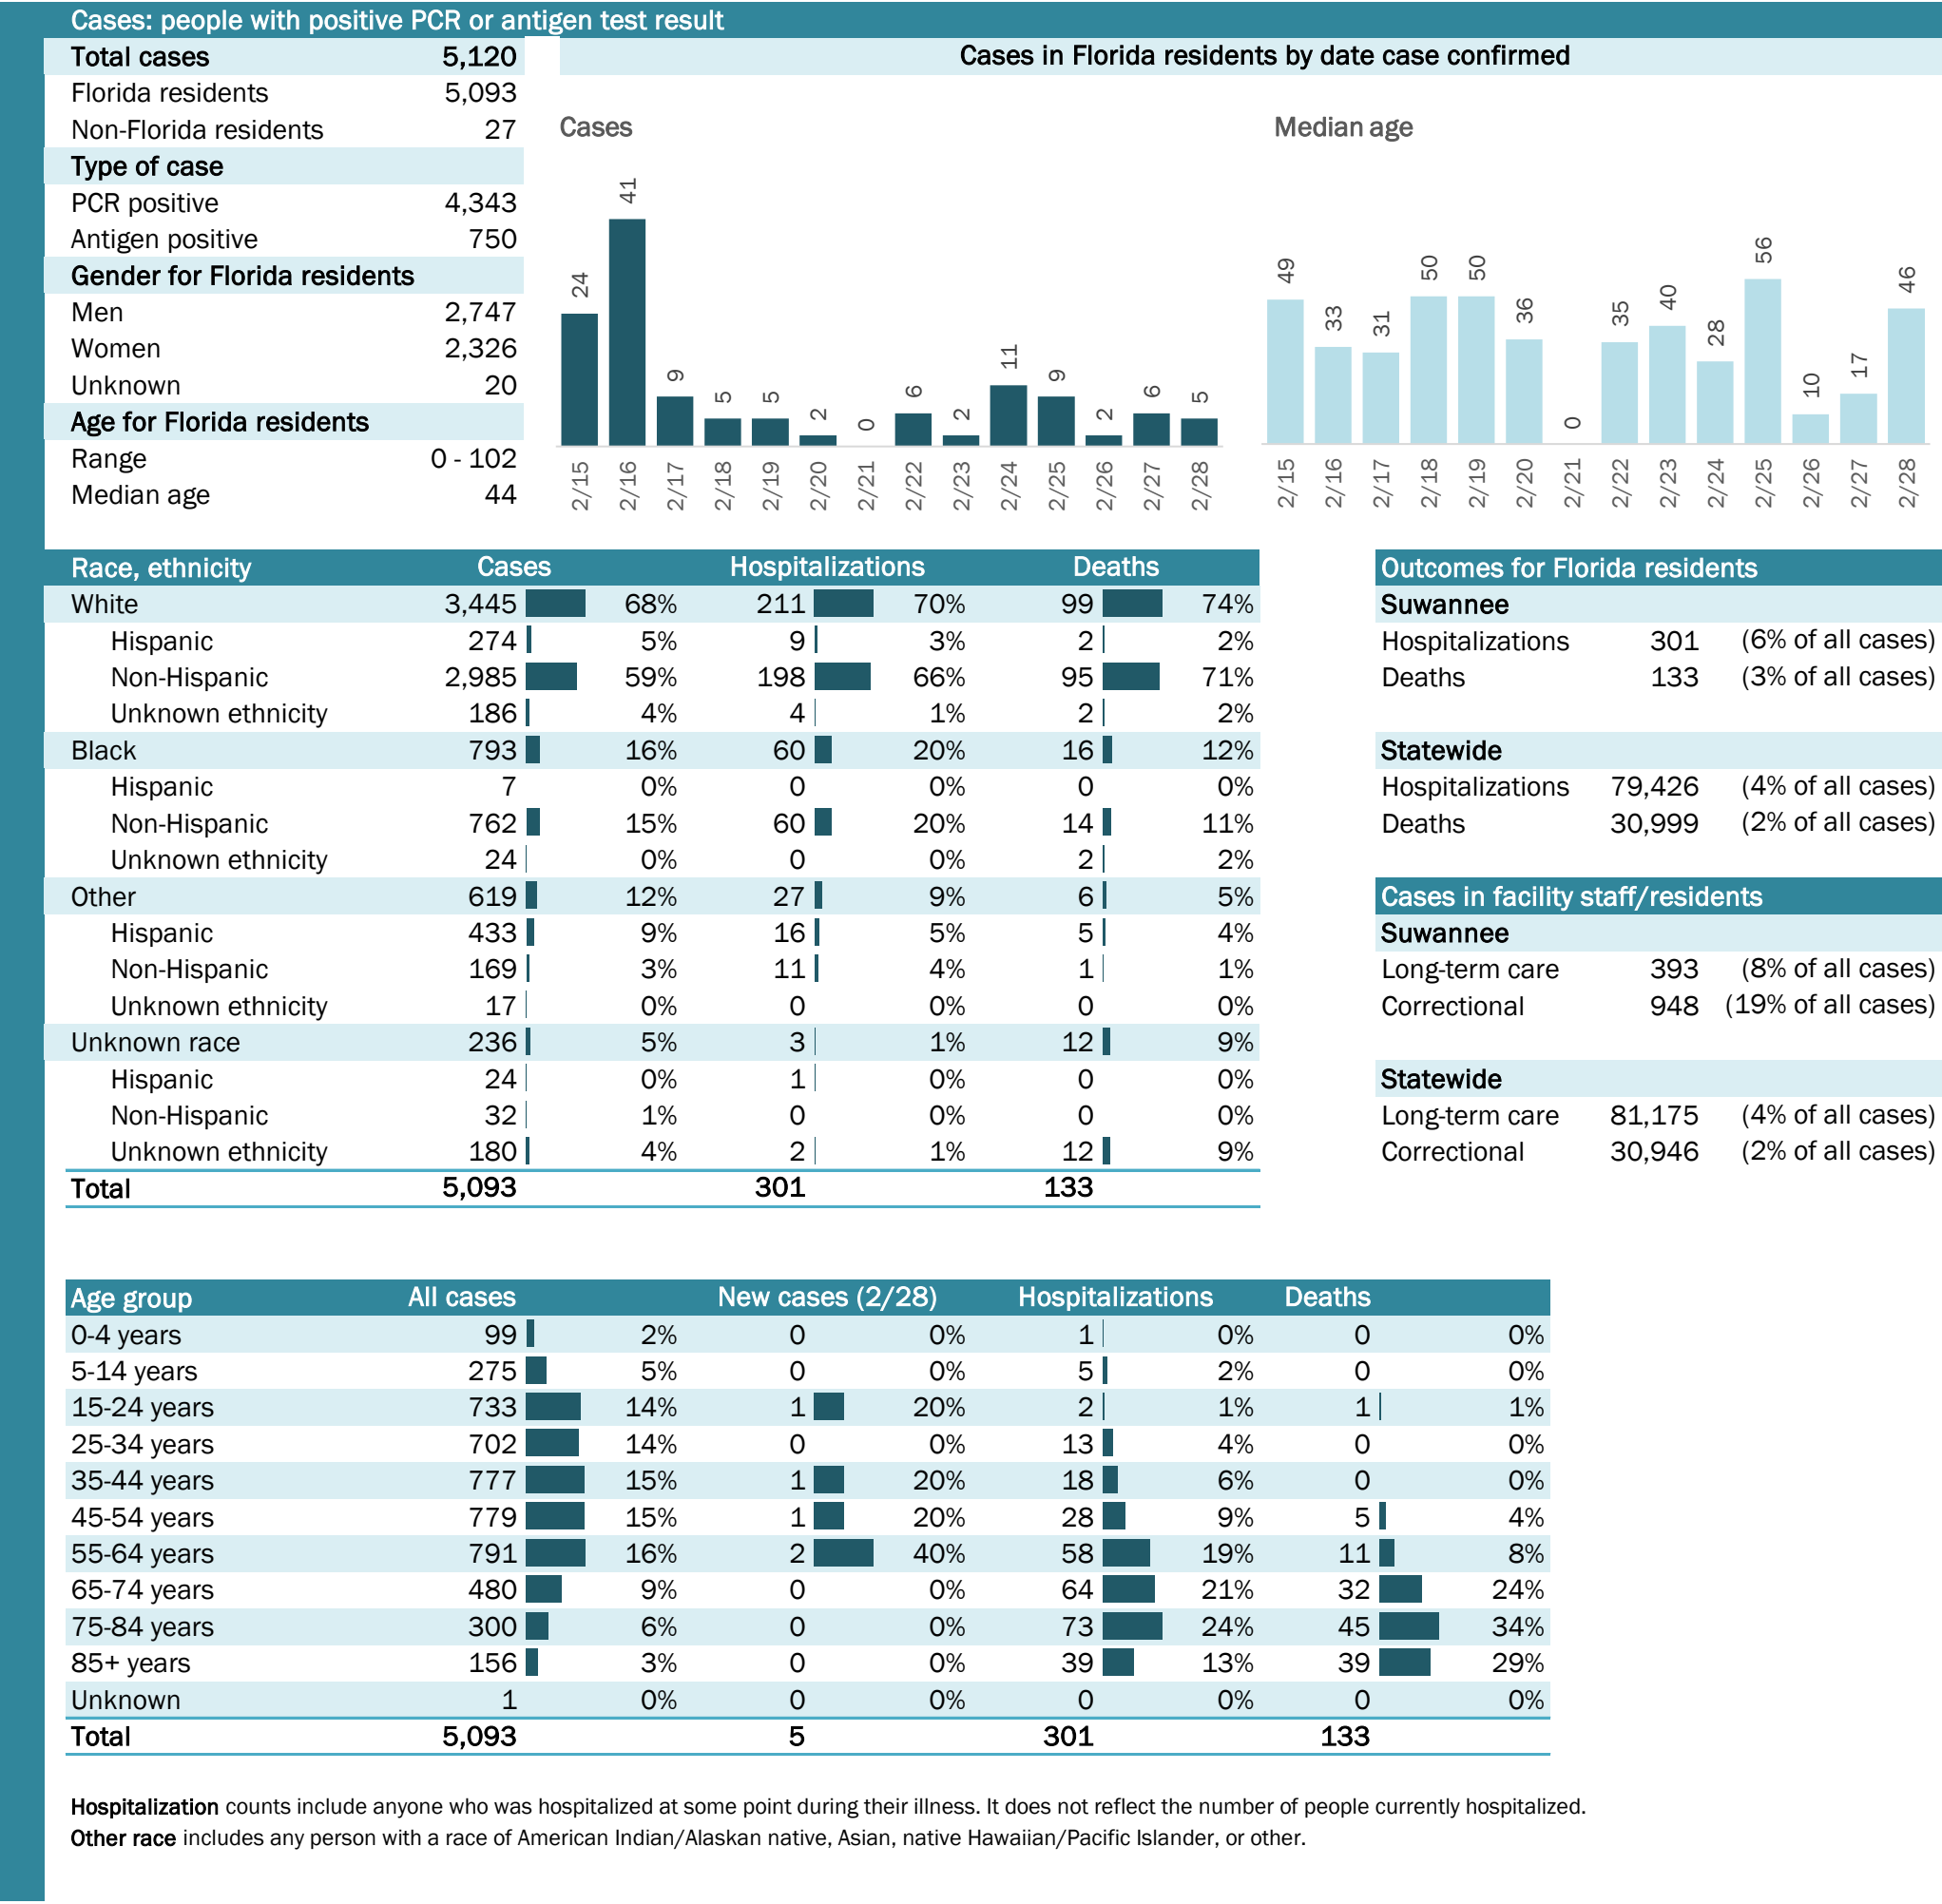 Cases: people with positive PCR or antigen test result
Total cases 5,120
Florida residents 5,093
Non-Florida residents 27
Type of case
PCR positive 4,343
Antigen positive 750
Gender for Florida residents
Men 2,747
Women 2,326
Unknown 20
Age for Florida residents
Range 0 - 102
Median age 44
Cases in Florida residents by date case confirmed
Cases
24 41 9 5 5 2 0 6 2 11 9 2 6 5
2/15 2/16 2/17 2/18 2/19 2/20 2/21 2/22 2/23 2/24 2/25 2/26 2/27 2/28
Median age
49 33 31 50 50 36 0 35 40 28 56 10 17 46
2/15 2/16 2/17 2/18 2/19 2/20 2/21 2/22 2/23 2/24 2/25 2/26 2/27 2/28
Race, ethnicity Cases Hospitalizations Deaths
White 3,445 68% 211 70% 99 74%
Hispanic 274 5% 9 3% 2 2%
Non-Hispanic 2,985 59% 198 66% 95 71%
Unknown ethnicity 186 4% 4 1% 2 2%
Black 793 16% 60 20% 16 12%
Hispanic 7 0% 0 0% 0 0%
Non-Hispanic 762 15% 60 20% 14 11%
Unknown ethnicity 24 0% 0 0% 2 2%
Other 619 12% 27 9% 6 5%
Hispanic 433 9% 16 5% 5 4%
Non-Hispanic 169 3% 11 4% 1 1%
Unknown ethnicity 17 0% 0 0% 0 0%
Unknown race 236 5% 3 1% 12 9%
Hispanic 24 0% 1 0% 0 0%
Non-Hispanic 32 1% 0 0% 0 0%
Unknown ethnicity 180 4% 2 1% 12 9%
Total 5,093 301 133
Outcomes for Florida residents
Suwannee
Hospitalizations 301 (6% of all cases)
Deaths 133 (3% of all cases)
Statewide
Hospitalizations 79,426 (4% of all cases)
Deaths 30,999 (2% of all cases)
Cases in facility staff/residents
Suwannee
Long-term care 393 (8% of all cases)
Correctional 948 (19% of all cases)
Statewide
Long-term care 81,175 (4% of all cases)
Correctional 30,946 (2% of all cases)
Age group All cases New cases (2/28) Hospitalizations Deaths
0-4 years 99 2% 0 0% 1 0% 0 0%
5-14 years 275 5% 0 0% 5 2% 0 0%
15-24 years 733 14% 1 20% 2 1% 1 1%
25-34 years 702 14% 0 0% 13 4% 0 0%
35-44 years 777 15% 1 20% 18 6% 0 0%
45-54 years 779 15% 1 20% 28 9% 5 4%
55-64 years 791 16% 2 40% 58 19% 11 8%
65-74 years 480 9% 0 0% 64 21% 32 24%
75-84 years 300 6% 0 0% 73 24% 45 34%
85+ years 156 3% 0 0% 39 13% 39 29%
Unknown 1 0% 0 0% 0 0% 0 0%
Total 5,093 5 301 133
Hospitalization counts include anyone who was hospitalized at some point during their illness. It does not reflect the number of people currently hospitalized.
Other race includes any person with a race of American Indian/Alaskan native, Asian, native Hawaiian/Pacific Islander, or other.